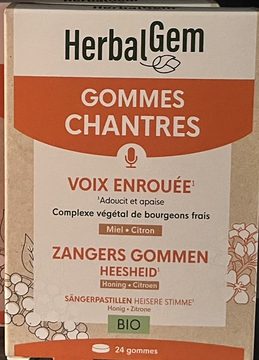 HerbalGem
HerbalGem
GOMMES
CHANTRES
VOIX ENROUÉE¹
¹Adoucit et apaise
Complexe végétal de bourgeons frais
Miel • Citron
ZANGERS GOMMEN
HEESHEID¹
Honing • Citroen
SÄNGERPASTILLEN HEISERE STIMME¹
Honig • Zitrone
BIO
24 gommes